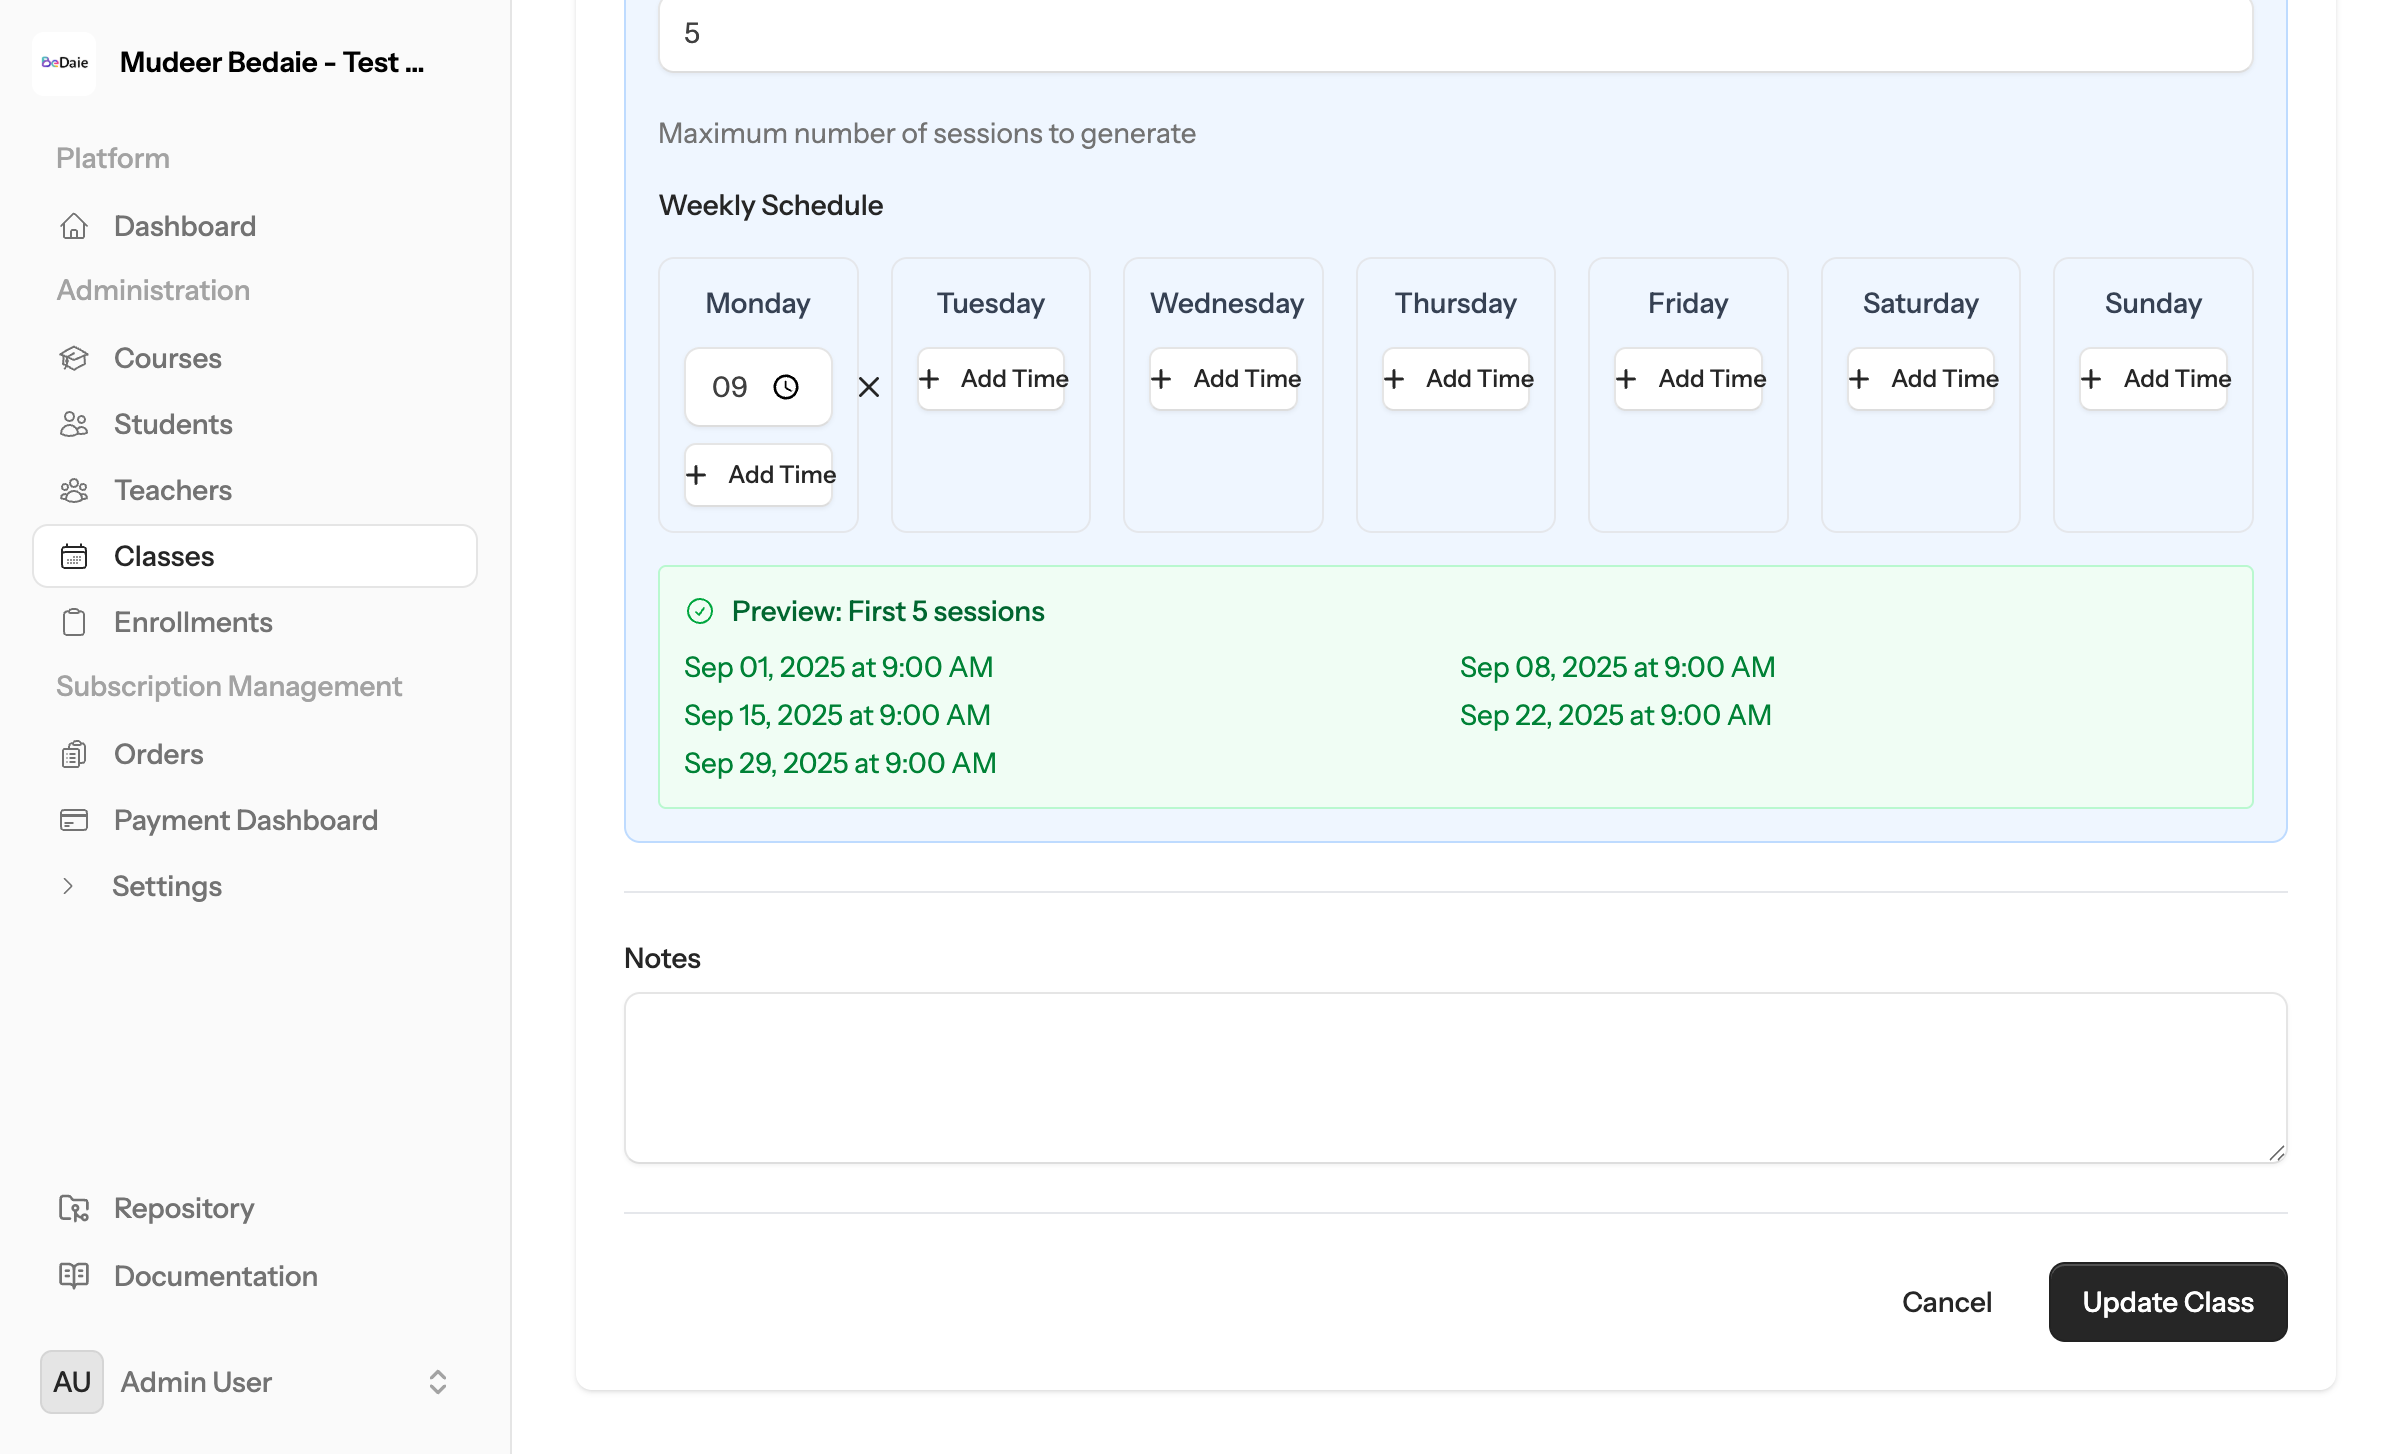 BeDaie
Mudeer Bedaie - Test ...
Platform
Dashboard
Administration
Courses
Students
Teachers
Classes
Enrollments
Subscription Management
Orders
Payment Dashboard
Settings
Repository
Documentation
AU
Admin User
5
Maximum number of sessions to generate
Weekly Schedule
Monday
09
Add Time
Tuesday
Add Time
Wednesday
Add Time
Thursday
Add Time
Friday
Add Time
Saturday
Add Time
Sunday
Add Time
Preview: First 5 sessions
Sep 01, 2025 at 9:00 AM
Sep 08, 2025 at 9:00 AM
Sep 15, 2025 at 9:00 AM
Sep 22, 2025 at 9:00 AM
Sep 29, 2025 at 9:00 AM
Notes
Cancel
Update Class